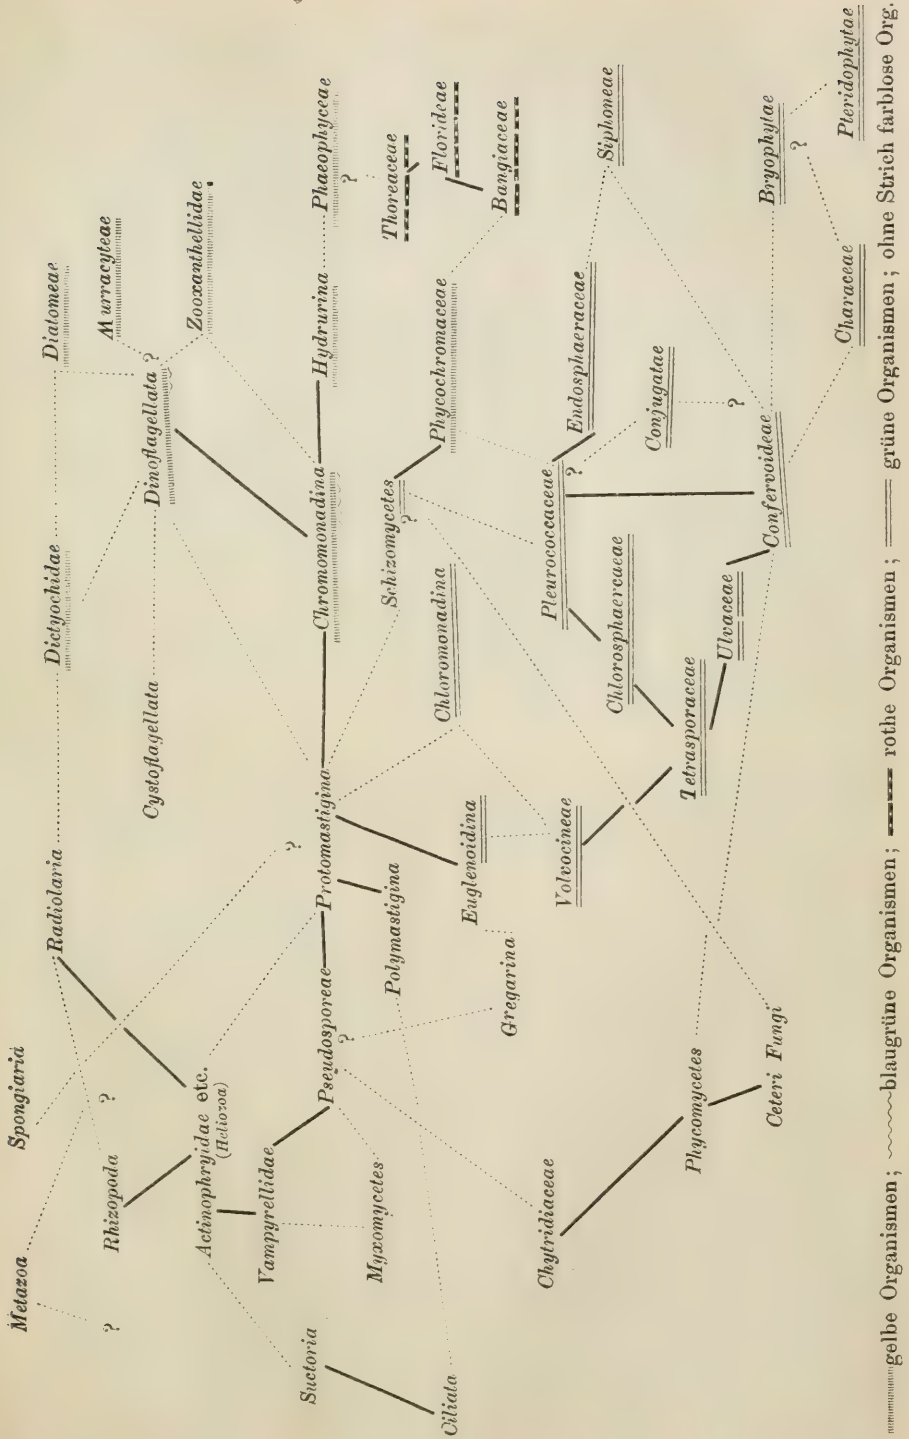 Metazoa Spongiaria
Radiolaria Dictyochidae Diatomeae
? Rhizopoda ? Murracyteae
Cystoflagellata Dinoflagellata ?
Actinophryidae etc. Zooxanthellidae
(Heliozoa)
Vampyrellidae
?
Suctoria
Pseudosporeae Protomastigina Chromomonadina Hydrurina Phaeophyceae
? ?
Myxomycetes Polymastigina Schizomycetes Thoreaceae
?
Ciliata Chloromonadina Phycochromaceae Florideae
Euglenoidina
Gregarina Bangiaceae
Chytridiaceae Pleurococcaceae
Volvocineae ? Endosphaeraceae
Siphoneae
Chlorosphaeraceae
Conjugatae
Phycomycetes Tetrasporaceae
Ulvaceae
?
Ceteri Fungi Confervoideae Bryophytae
?
Characeae Pteridophytae
gelbe Organismen; blaugrüne Organismen; rothe Organismen; grüne Organismen; ohne Strich farblose Org.